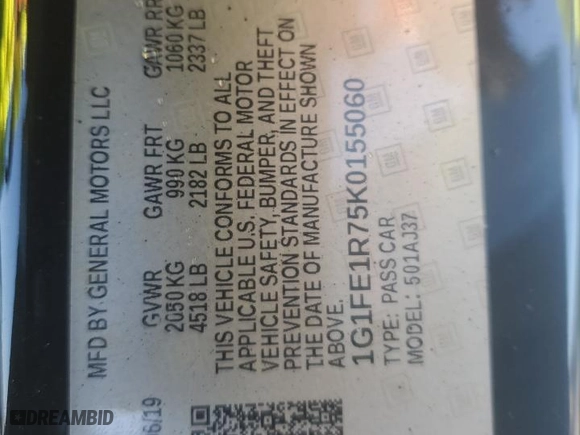 MFD BY GENERAL MOTORS LLC
6/19
GVWR GAWR FRT GAWR RR
2050 KG 990 KG 1060 KG
4518 LB 2182 LB 2337 LB
THIS VEHICLE CONFORMS TO ALL
APPLICABLE U.S. FEDERAL MOTOR
VEHICLE SAFETY, BUMPER, AND THEFT
PREVENTION STANDARDS IN EFFECT ON
THE DATE OF MANUFACTURE SHOWN
ABOVE.
1G1FE1R75K0155060
TYPE: PASS CAR
MODEL: 501AJ37
GM
DREAMBID